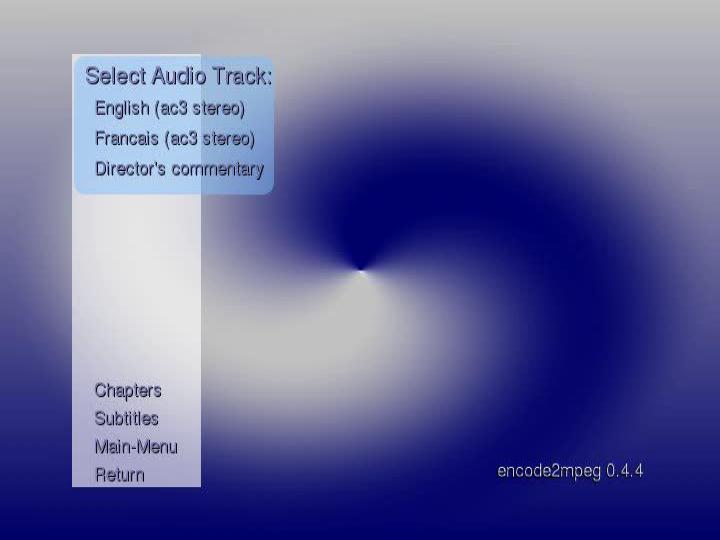 Select Audio Track:
English (ac3 stereo)
Francais (ac3 stereo)
Director's commentary
Chapters
Subtitles
Main-Menu
Return
encode2mpeg 0.4.4